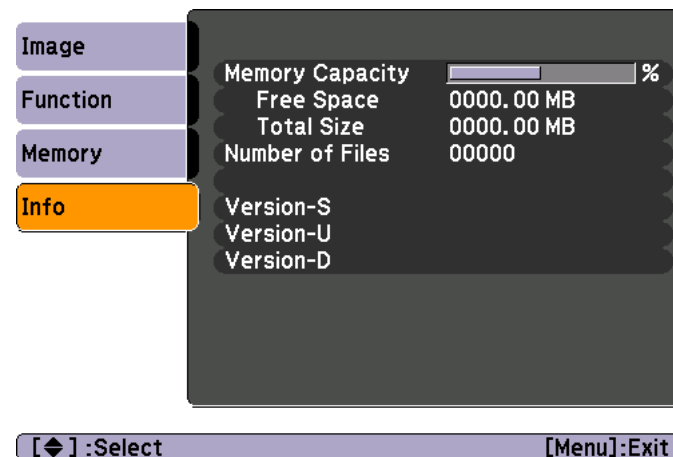 Image
Function
Memory
Info
Memory Capacity %
Free Space 0000.00 MB
Total Size 0000.00 MB
Number of Files 00000
Version-S
Version-U
Version-D
[◆] :Select [Menu]:Exit